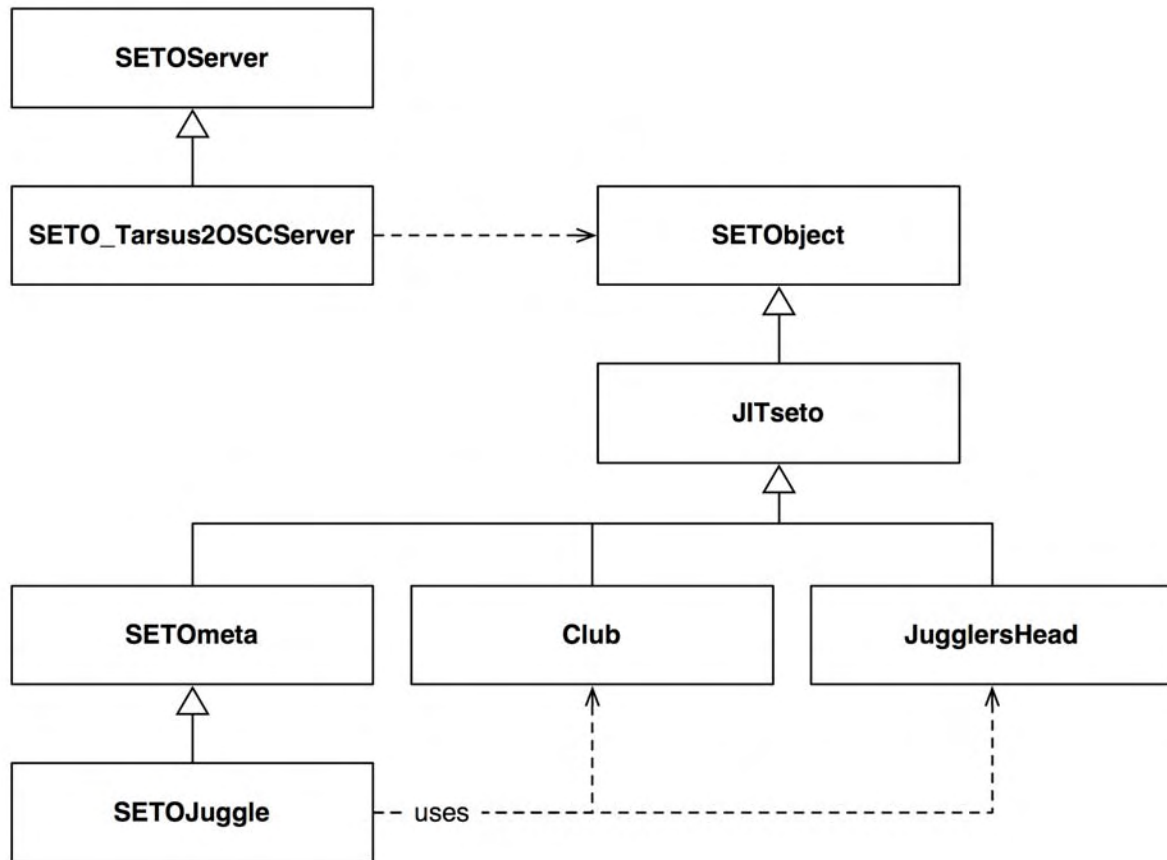 SETOServer
SETO_Tarsus2OSCServer
SETObject
JITseto
SETOmeta
Club
JugglersHead
SETOJuggle
uses